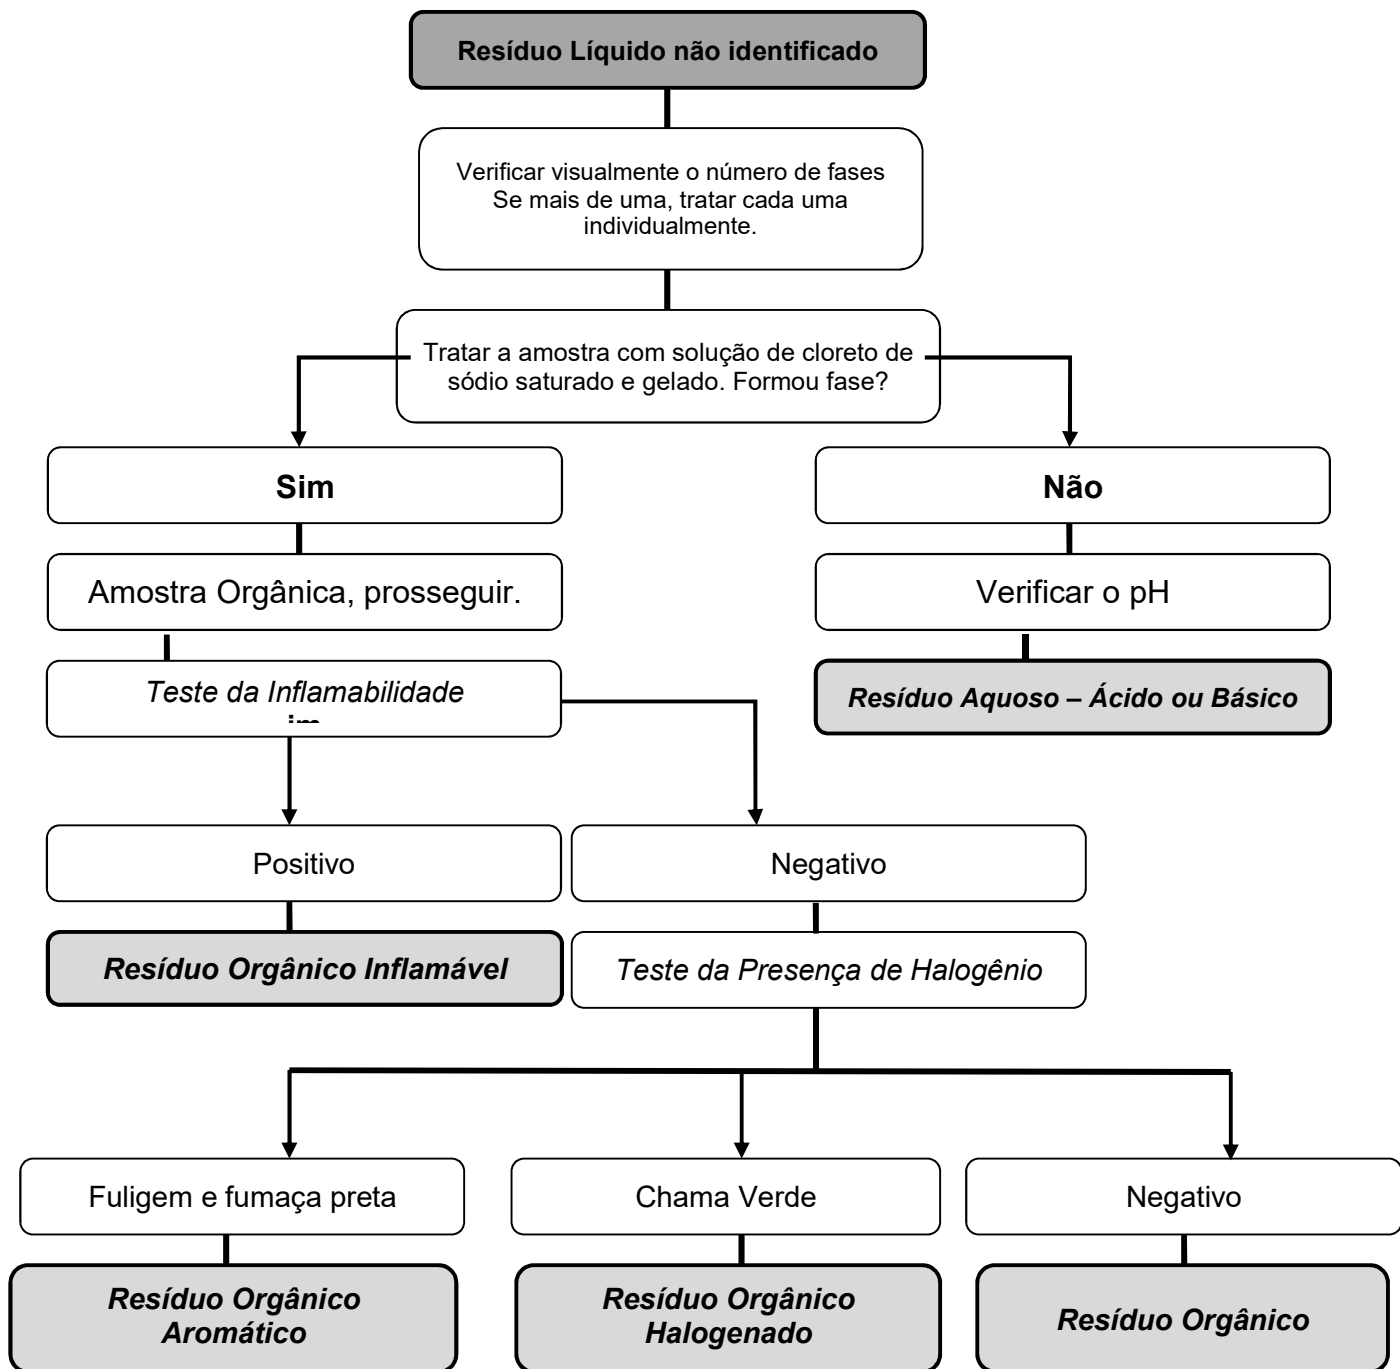 Resíduo Líquido não identificado
Verificar visualmente o número de fases
Se mais de uma, tratar cada uma
individualmente.
Tratar a amostra com solução de cloreto de
sódio saturado e gelado. Formou fase?
Sim
Não
Amostra Orgânica, prosseguir.
Verificar o pH
Teste da Inflamabilidade
Resíduo Aquoso – Ácido ou Básico
Positivo
Negativo
Resíduo Orgânico Inflamável
Teste da Presença de Halogênio
Fuligem e fumaça preta
Chama Verde
Negativo
Resíduo Orgânico
Aromático
Resíduo Orgânico
Halogenado
Resíduo Orgânico